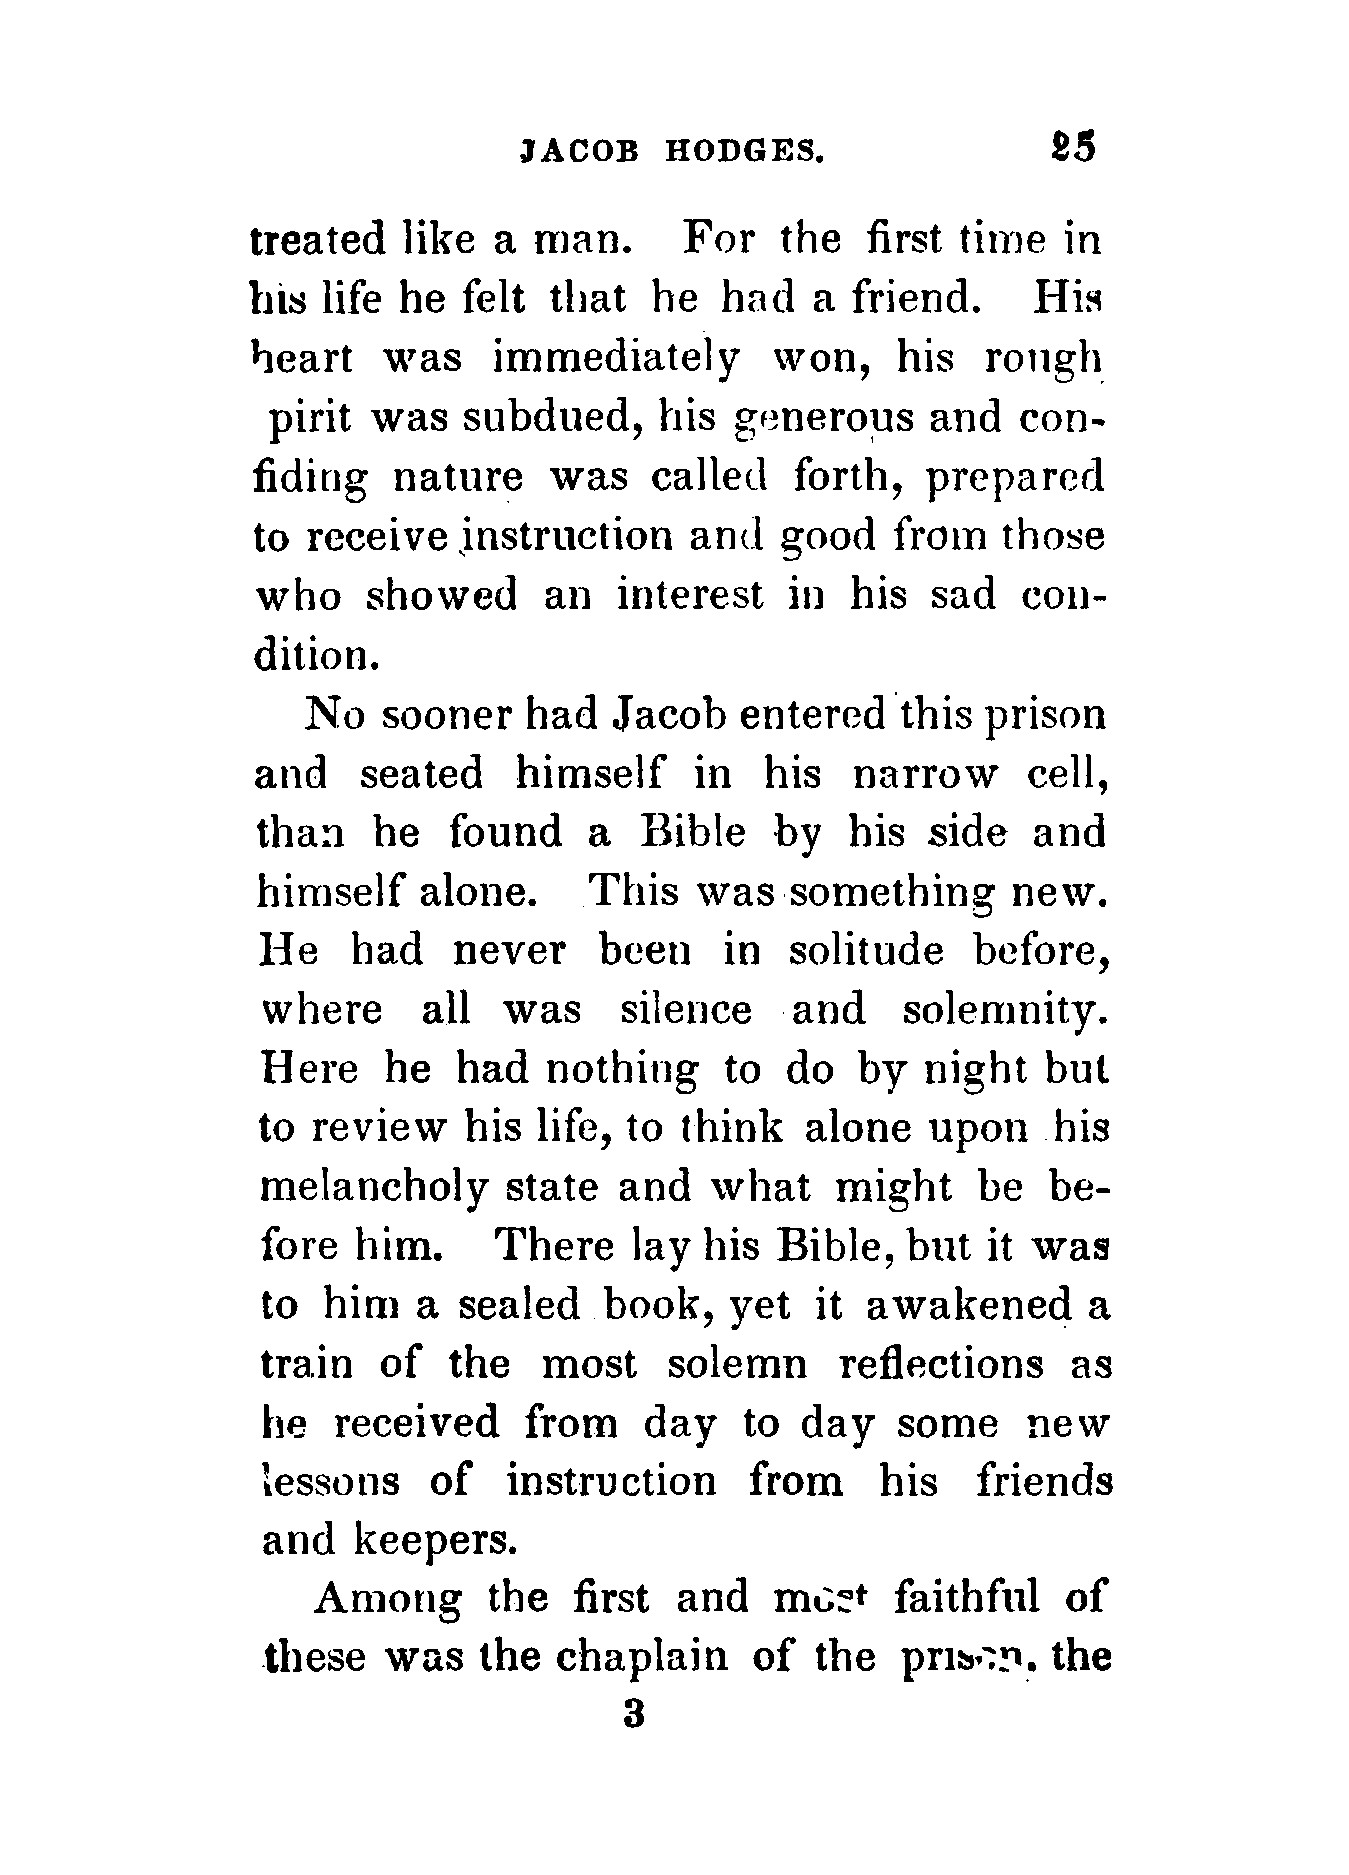 JACOB HODGES. 25
treated like a man. For the first time in
his life he felt that he had a friend. His
heart was immediately won, his rough
pirit was subdued, his generous and con-
fiding nature was called forth, prepared
to receive instruction and good from those
who showed an interest in his sad con-
dition.
No sooner had Jacob entered this prison
and seated himself in his narrow cell,
than he found a Bible by his side and
himself alone. This was something new.
He had never been in solitude before,
where all was silence and solemnity.
Here he had nothing to do by night but
to review his life, to think alone upon his
melancholy state and what might be be-
fore him. There lay his Bible, but it was
to him a sealed book, yet it awakened a
train of the most solemn reflections as
he received from day to day some new
lessons of instruction from his friends
and keepers.
Among the first and most faithful of
these was the chaplain of the prison. the
3